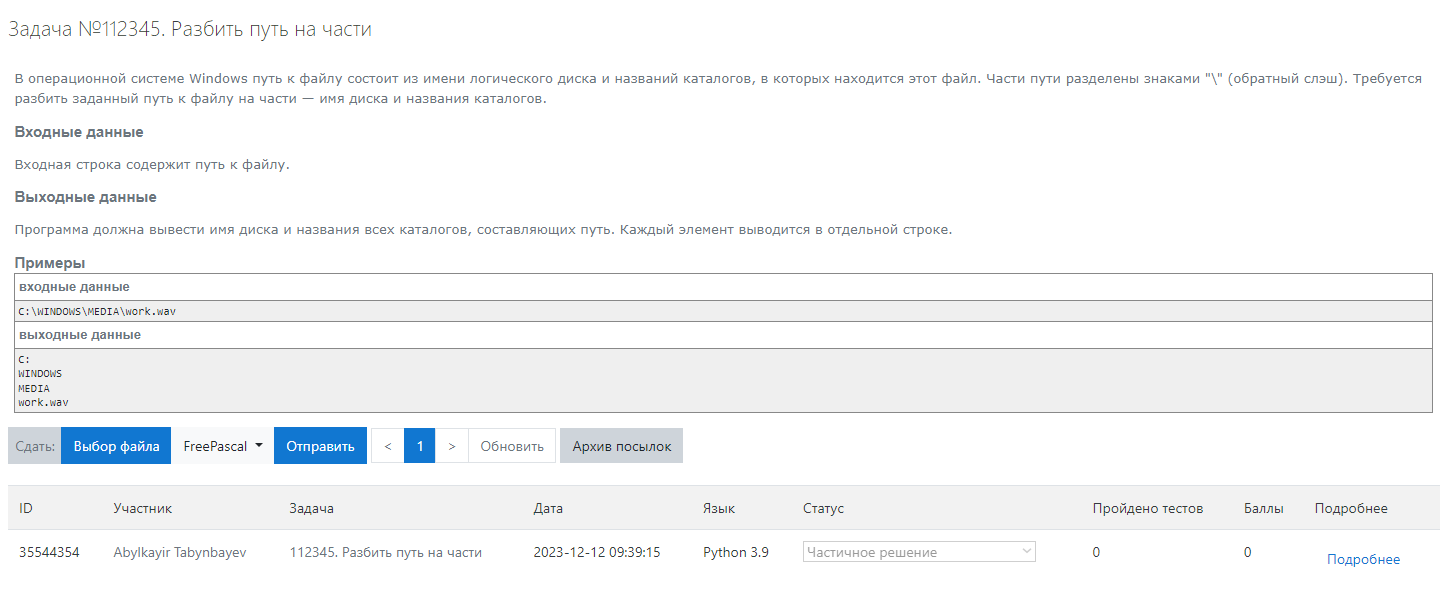 Задача №112345. Разбить путь на части
В операционной системе Windows путь к файлу состоит из имени логического диска и названий каталогов, в которых находится этот файл. Части пути разделены знаками "\" (обратный слэш). Требуется
разбить заданный путь к файлу на части — имя диска и названия каталогов.
Входные данные
Входная строка содержит путь к файлу.
Выходные данные
Программа должна вывести имя диска и названия всех каталогов, составляющих путь. Каждый элемент выводится в отдельной строке.
Примеры
входные данные
C:\WINDOWS\MEDIA\work.wav
выходные данные
C:
WINDOWS
MEDIA
work.wav
Сдать: Выбор файла FreePascal Отправить < 1 > Обновить Архив посылок
ID Участник Задача Дата Язык Статус Пройдено тестов Баллы Подробнее
35544354 Abylkayir Tabynbayev 112345. Разбить путь на части 2023-12-12 09:39:15 Python 3.9 Частичное решение 0 0 Подробнее